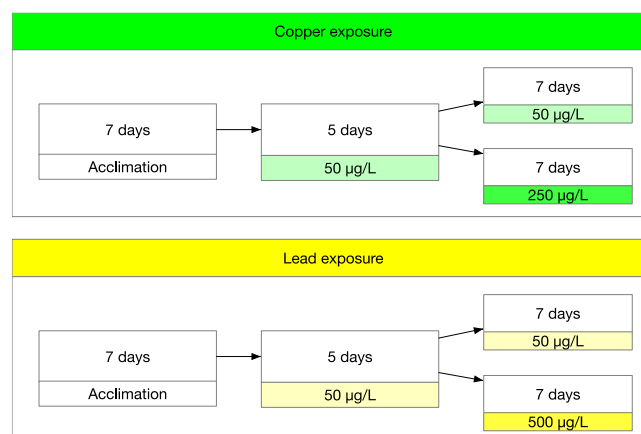 Copper exposure
7 days
Acclimation
5 days
50 µg/L
7 days
50 µg/L
7 days
250 µg/L
Lead exposure
7 days
Acclimation
5 days
50 µg/L
7 days
50 µg/L
7 days
500 µg/L